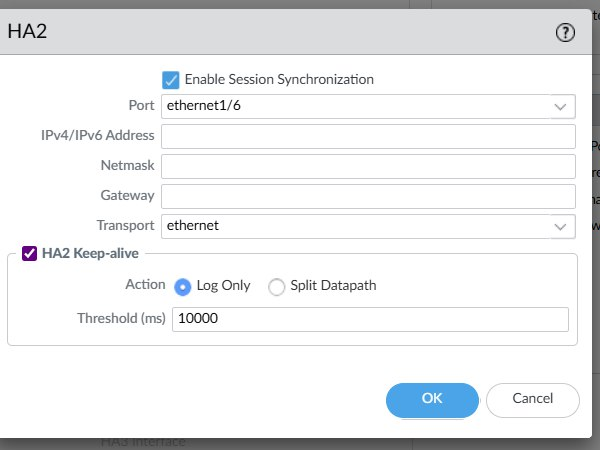 HA2
?
Enable Session Synchronization
Port ethernet1/6
IPv4/IPv6 Address
Netmask
Gateway
Transport ethernet
HA2 Keep-alive
Action Log Only Split Datapath
Threshold (ms) 10000
OK Cancel
HA3 Interface